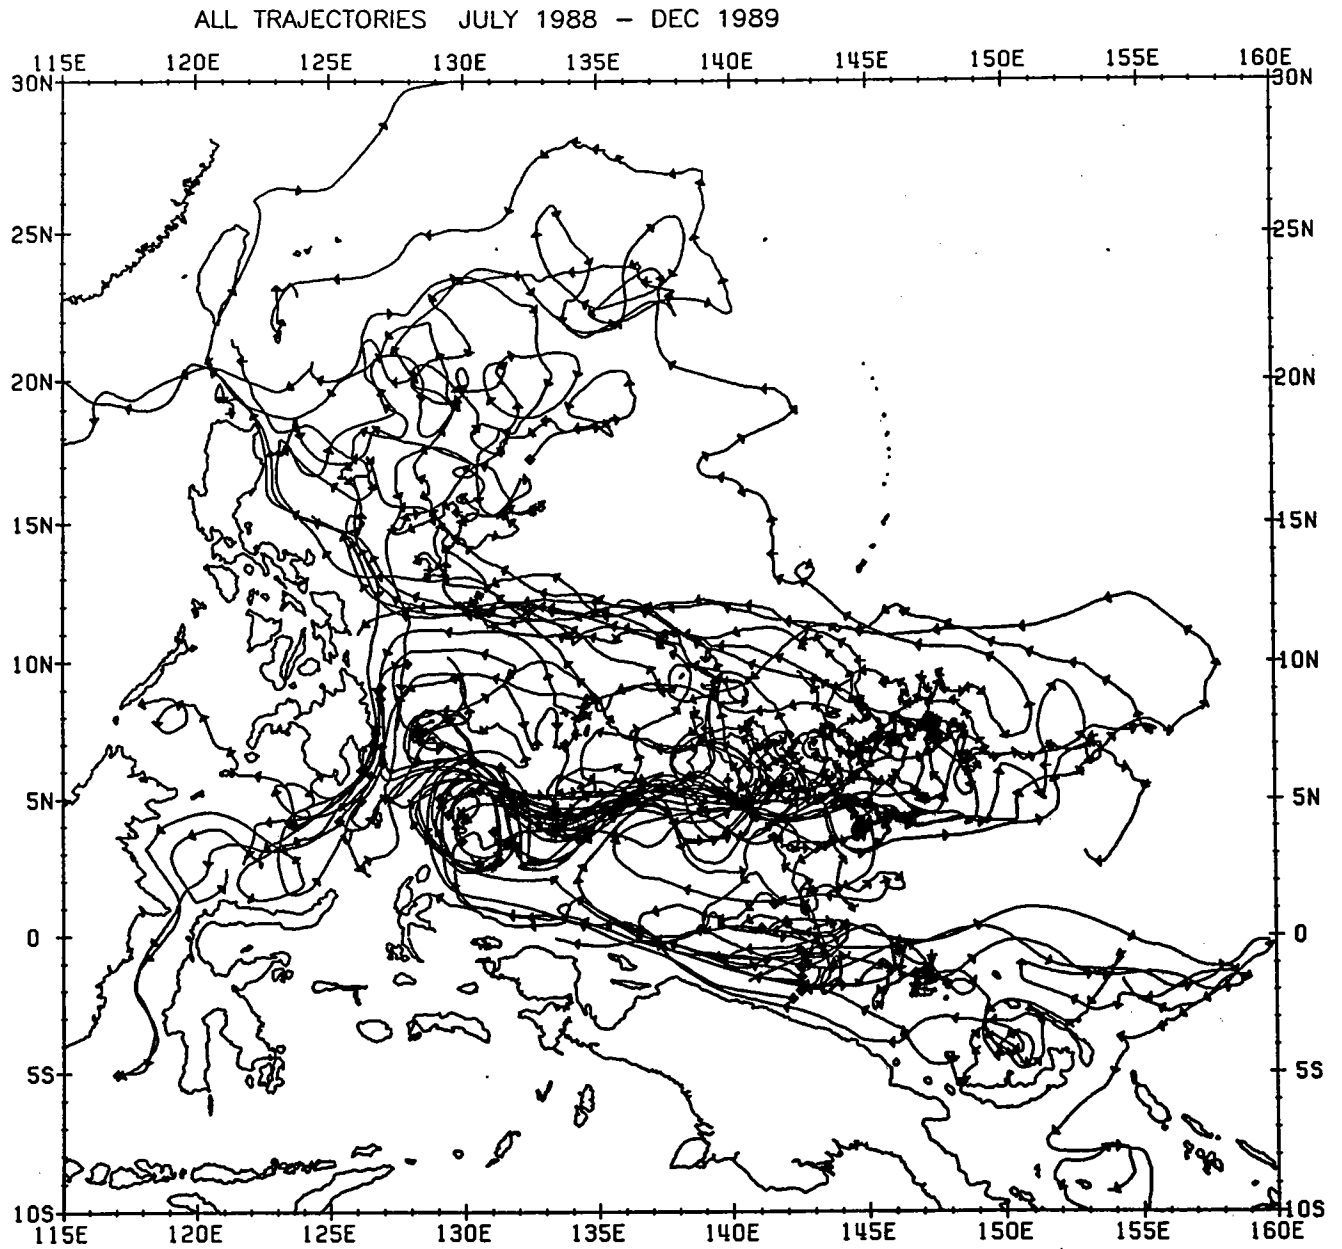 ALL TRAJECTORIES JULY 1988 - DEC 1989
115E 120E 125E 130E 135E 140E 145E 150E 155E 160E
30N 30N
25N 25N
20N 20N
15N 15N
10N 10N
5N 5N
0 0
5S 5S
10S 10S
115E 120E 125E 130E 135E 140E 145E 150E 155E 160E